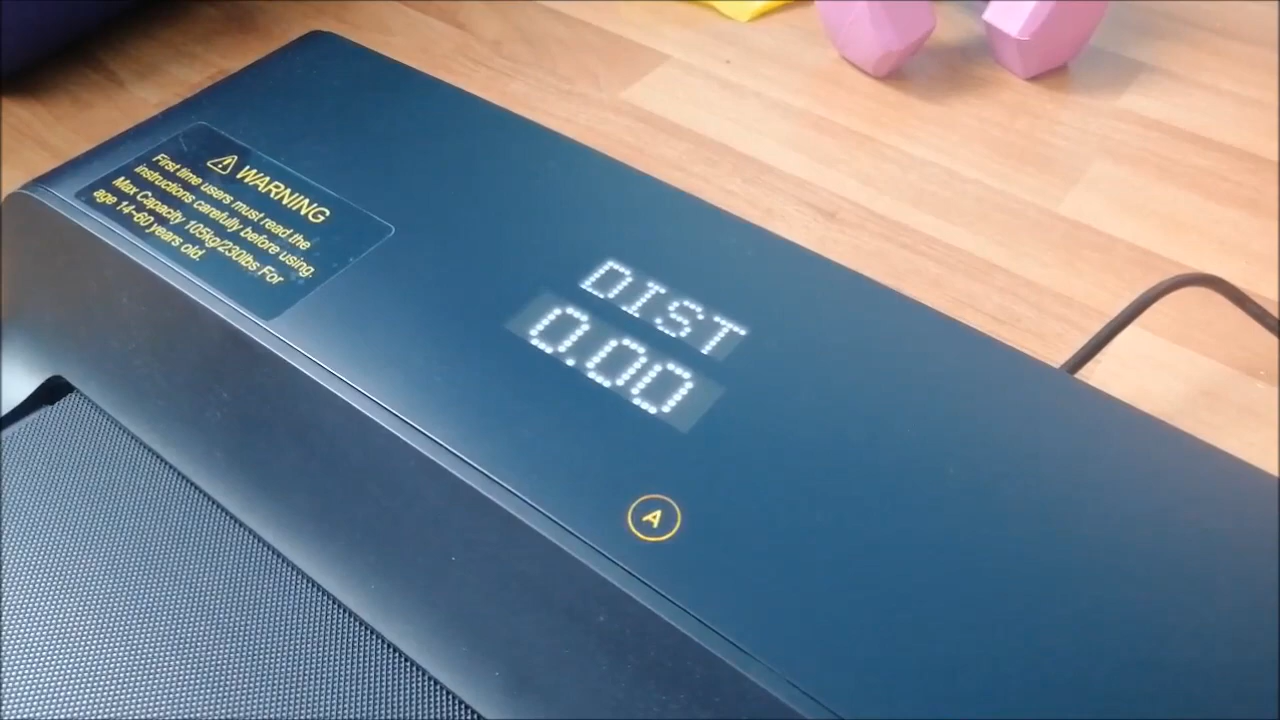 WARNING
First time users must read the
instructions carefully before using.
Max Capacity 105kg/230lbs For
age 14-60 years old.
DIST
0.00
A